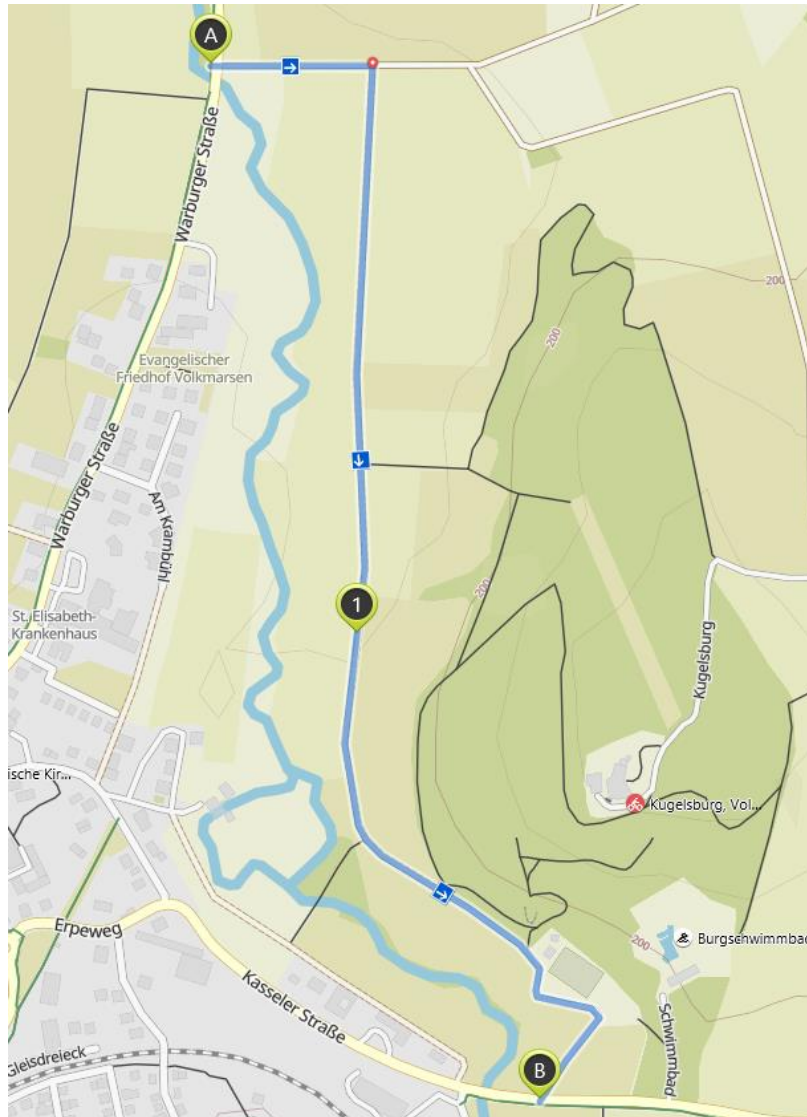 A
Warburger Straße
200
200
Evangelischer
Friedhof Volkmarsen
Warburger Straße
Am Krambühl
200
1
St. Elisabeth-
Krankenhaus
Kugelsburg
ische Kir...
Kugelsburg, Vol...
Erpeweg
200
Burgschwimmbad
Kasseler Straße
Schwimmbad
Gleisdreieck
B